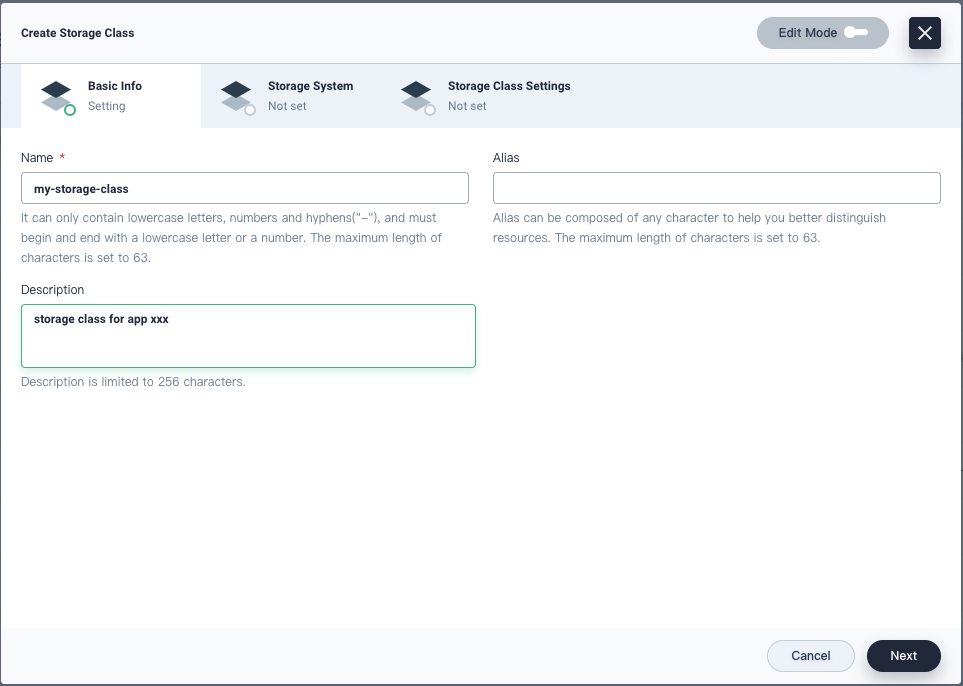 Create Storage Class
Edit Mode
Basic Info
Setting
Storage System
Not set
Storage Class Settings
Not set
Name *
my-storage-class
It can only contain lowercase letters, numbers and hyphens("-"), and must
begin and end with a lowercase letter or a number. The maximum length of
characters is set to 63.
Alias
Alias can be composed of any character to help you better distinguish
resources. The maximum length of characters is set to 63.
Description
storage class for app xxx
Description is limited to 256 characters.
Cancel
Next